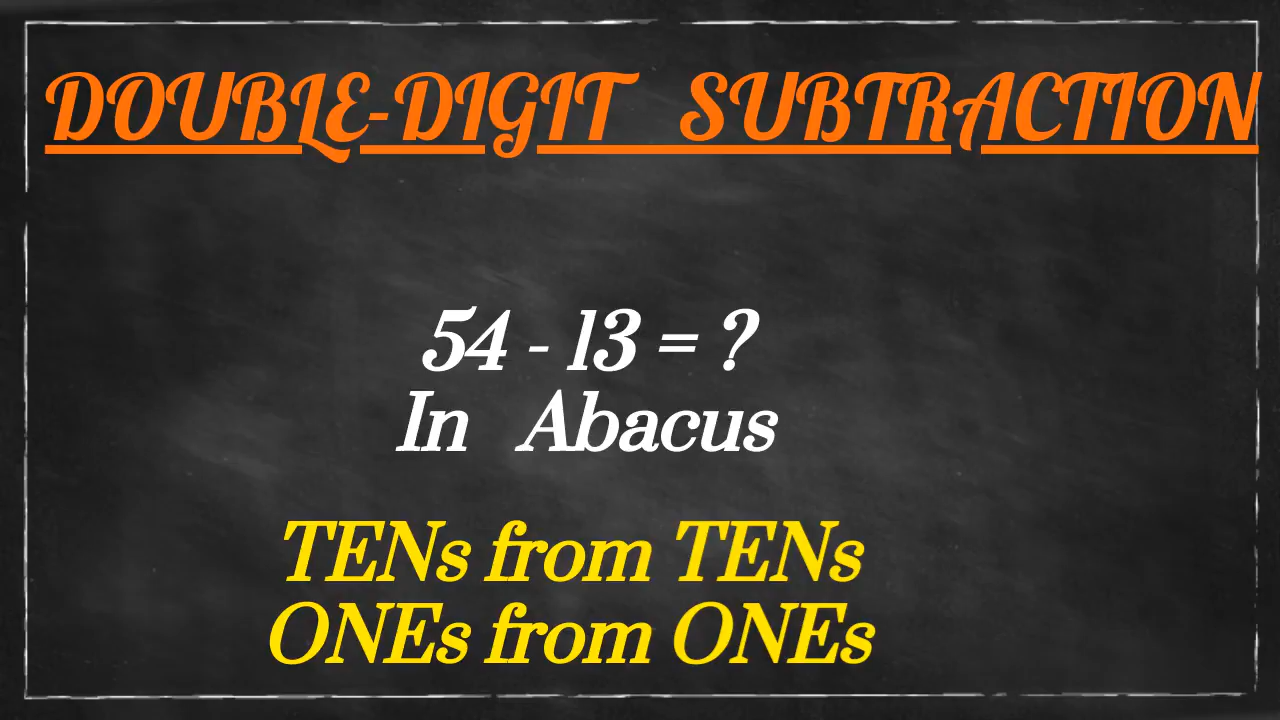 DOUBLE-DIGIT SUBTRACTION
54 - 13 = ?
In Abacus
TENs from TENs
ONEs from ONEs